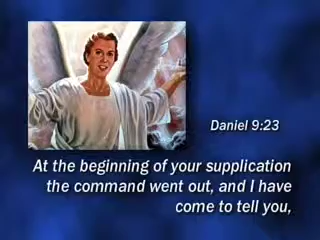 Daniel 9:23
At the beginning of your supplication
the command went out, and I have
come to tell you,